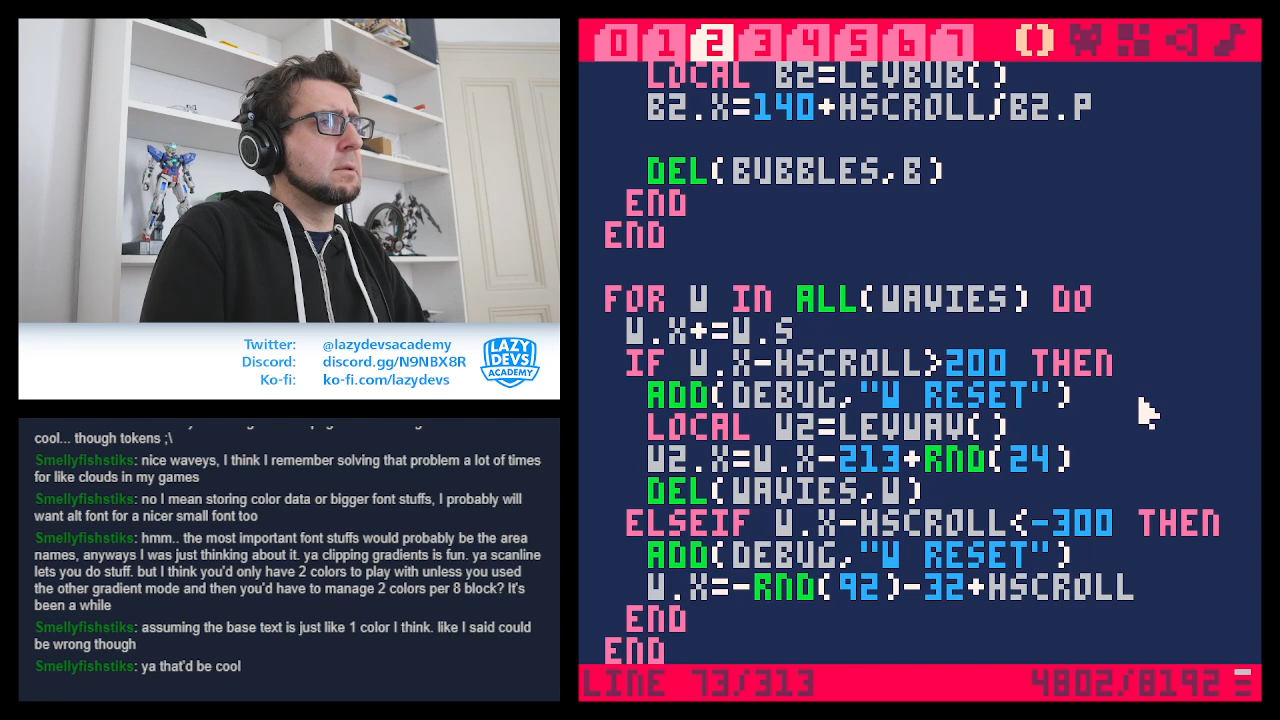 0 1 2 3 4 5 6 7 ()
LOCAL B2=LEVBUB()
B2.X=140+HSCROLL/B2.P
DEL(BUBBLES,B)
END
END
FOR W IN ALL(WAVIES) DO
W.X+=W.S
IF W.X-HSCROLL>200 THEN
ADD(DEBUG,"W RESET")
LOCAL W2=LEVWAV()
W2.X=W.X-213+RND(24)
DEL(WAVIES,W)
ELSEIF W.X-HSCROLL<-300 THEN
ADD(DEBUG,"W RESET")
W.X=-RND(92)-32+HSCROLL
END
END
LINE 73/313 4802/8192
Twitter: @lazydevsacademy
Discord: discord.gg/N9NBX8R
Ko-fi: ko-fi.com/lazydevs
LAZY
DEVS
ACADEMY
cool... though tokens ;\
Smellyfishstiks: nice waveys, I think I remember solving that problem a lot of times
for like clouds in my games
Smellyfishstiks: no I mean storing color data or bigger font stuffs, I probably will
want alt font for a nicer small font too
Smellyfishstiks: hmm.. the most important font stuffs would probably be the area
names, anyways I was just thinking about it. ya clipping gradients is fun. ya scanline
lets you do stuff. but I think you'd only have 2 colors to play with unless you used
the other gradient mode and then you'd have to manage 2 colors per 8 block? It's
been a while
Smellyfishstiks: assuming the base text is just like 1 color I think. like I said could
be wrong though
Smellyfishstiks: ya that'd be cool